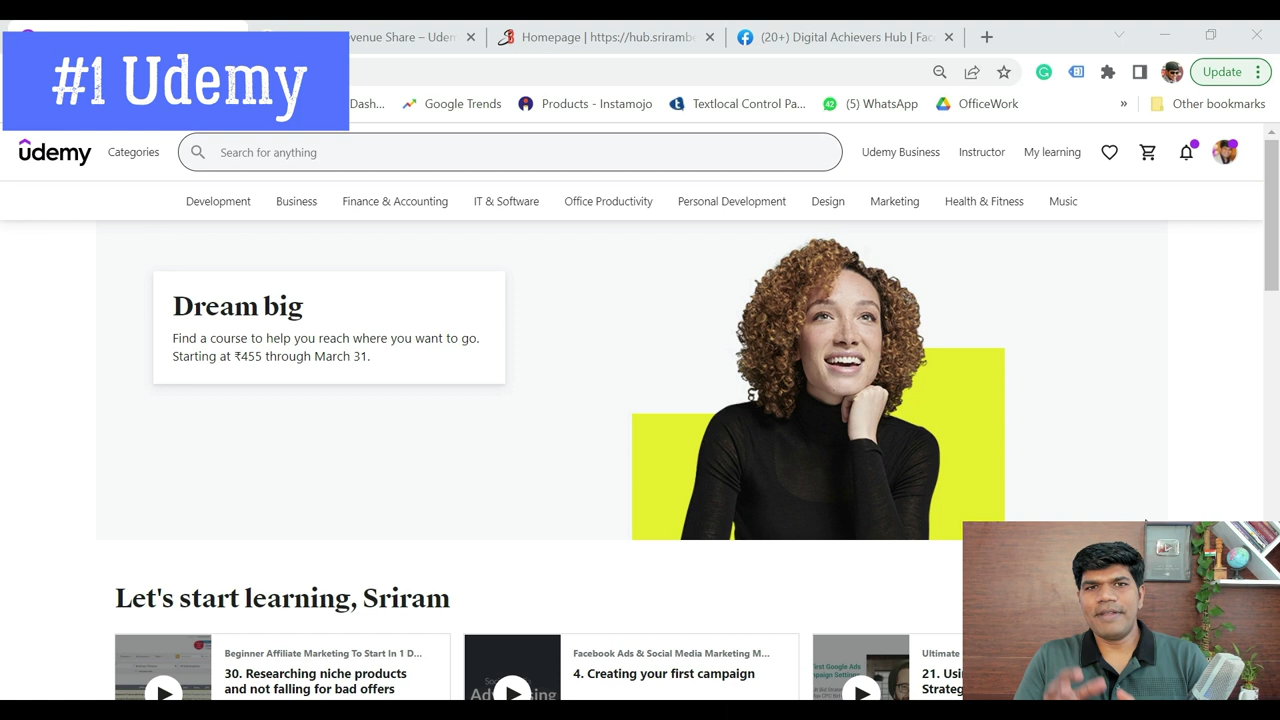 #1 Udemy
venue Share – Uden
Homepage | https://hub.srirambe
(20+) Digital Achievers Hub | Fac
Update
Dash...
Google Trends
Products - Instamojo
Textlocal Control Pa...
42
(5) WhatsApp
OfficeWork
»
Other bookmarks
ûdemy
Categories
Search for anything
Udemy Business
Instructor
My learning
Development
Business
Finance & Accounting
IT & Software
Office Productivity
Personal Development
Design
Marketing
Health & Fitness
Music
Dream big
Find a course to help you reach where you want to go.
Starting at ₹455 through March 31.
Let's start learning, Sriram
Beginner Affiliate Marketing To Start In 1 D...
30. Researching niche products
and not falling for bad offers
Facebook Ads & Social Media Marketing M...
4. Creating your first campaign
Ultimate
21. Usi
Strateg